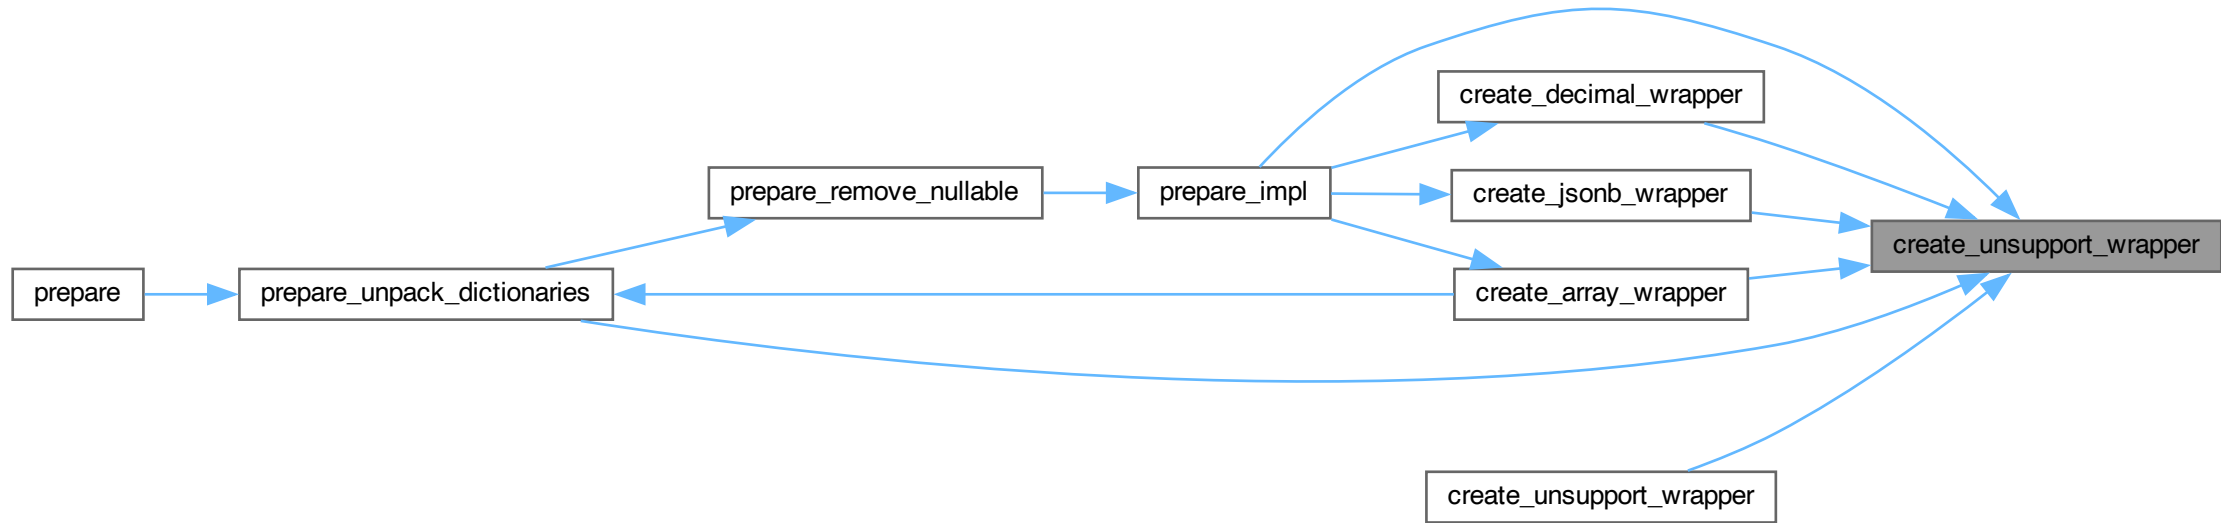 create_decimal_wrapper
prepare_remove_nullable
prepare_impl
create_jsonb_wrapper
create_unsupport_wrapper
prepare
prepare_unpack_dictionaries
create_array_wrapper
create_unsupport_wrapper